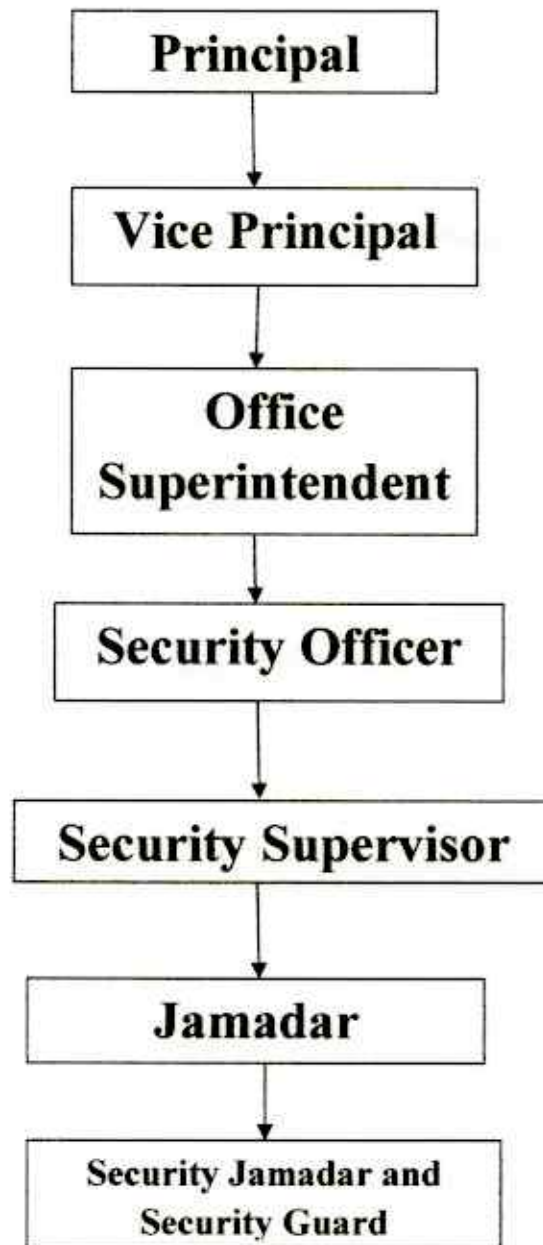 Principal
Vice Principal
Office
Superintendent
Security Officer
Security Supervisor
Jamadar
Security Jamadar and
Security Guard